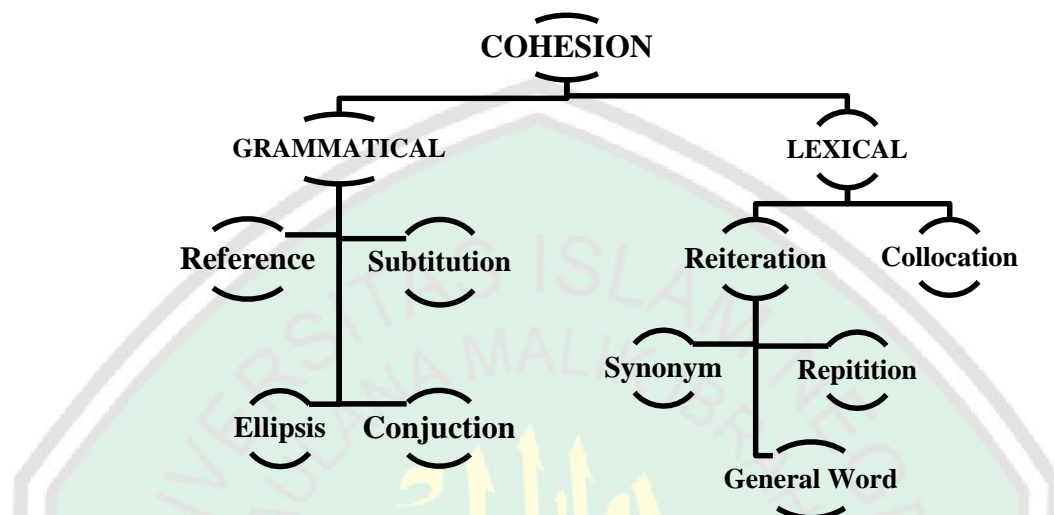 COHESION
GRAMMATICAL
LEXICAL
Reference
Subtitution
Reiteration
Collocation
Synonym
Repitition
Ellipsis
Conjuction
General Word